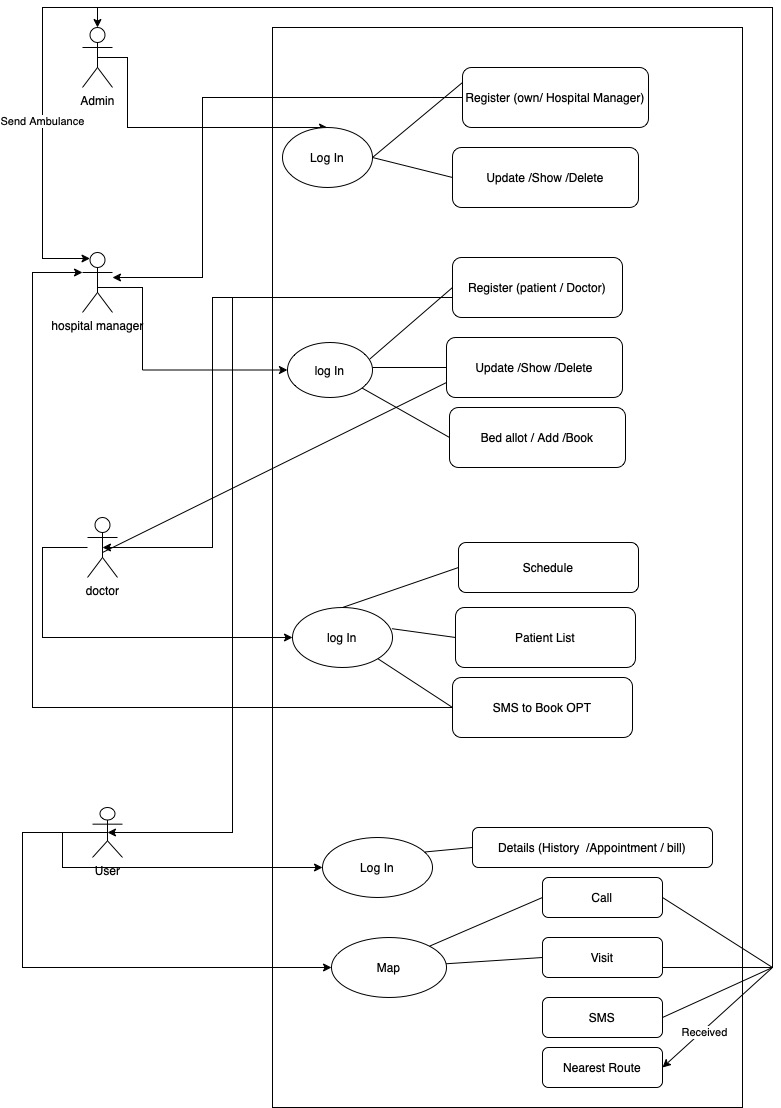 Admin
Send Ambulance
Register (own/ Hospital Manager)
Log In
Update /Show /Delete
hospital manager
Register (patient / Doctor)
log In
Update /Show /Delete
Bed allot / Add /Book
doctor
Schedule
log In
Patient List
SMS to Book OPT
User
Log In
Details (History  /Appointment / bill)
Call
Map
Visit
SMS
Received
Nearest Route